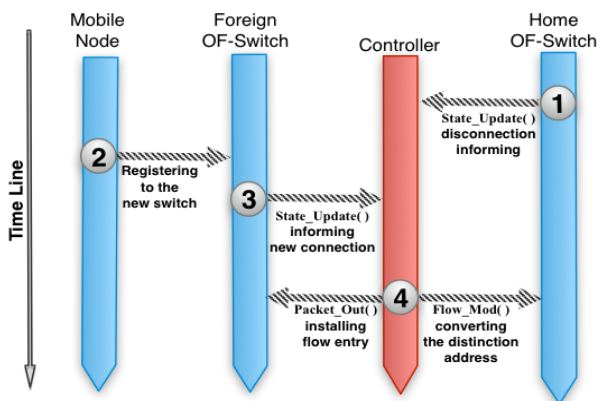 Mobile
Node
Foreign
OF-Switch
Controller
Home
OF-Switch
Time Line
1
State_Update( )
disconnection
informing
2
Registering
to the
new switch
3
State_Update( )
informing
new connection
4
Packet_Out( )
installing
flow entry
Flow_Mod( )
converting
the distinction
address